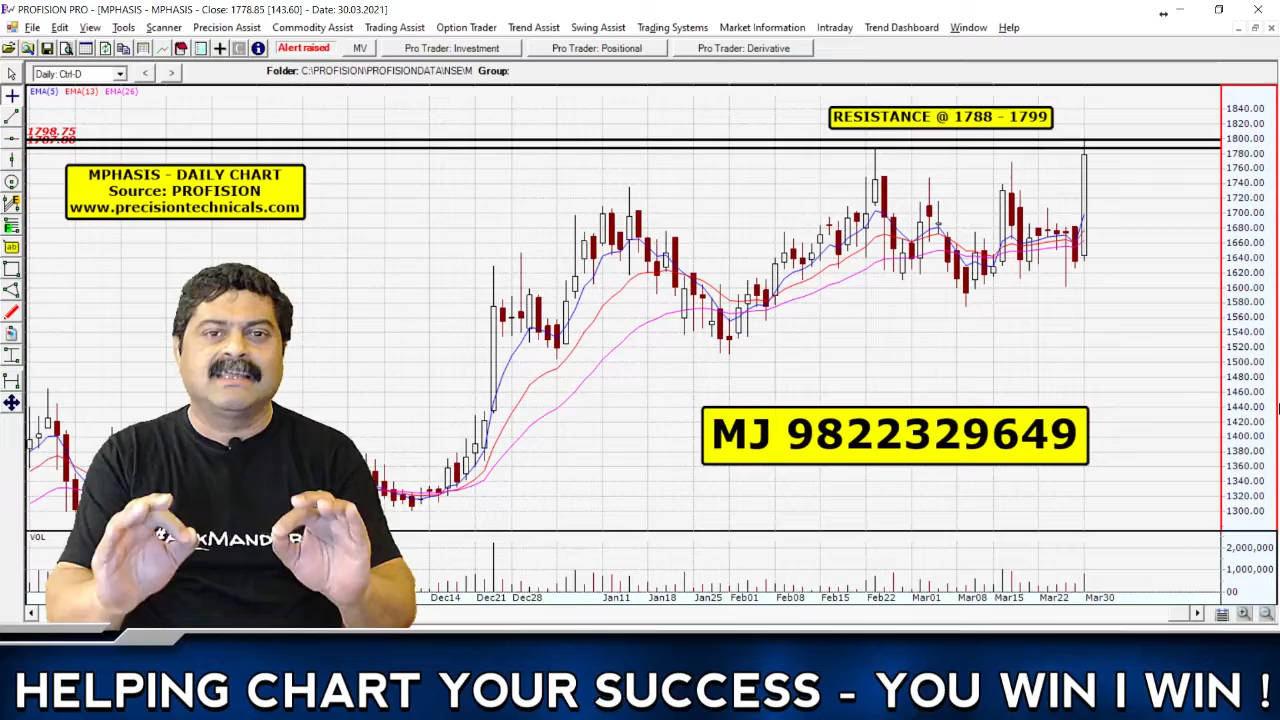 PROFISION PRO - [MPHASIS - MPHASIS - Close: 1778.85 [143.60] - Date: 30.03.2021]
File Edit View Tools Scanner Precision Assist Commodity Assist Option Trader Trend Assist Swing Assist Trading Systems Market Information Intraday Trend Dashboard Window Help
Alert raised MV Pro Trader: Investment Pro Trader: Positional Pro Trader: Derivative
Daily: Ctrl-D < > Folder: C:\PROFISION\PROFISIONDATA\NSE\M Group:
EMA(5) EMA(13) EMA(26)
RESISTANCE @ 1788 - 1799
1798.75
MPHASIS - DAILY CHART
Source: PROFISION
www.precisiontechnicals.com
MJ 9822329649
1840.00
1820.00
1800.00
1780.00
1760.00
1740.00
1720.00
1700.00
1680.00
1660.00
1640.00
1620.00
1600.00
1580.00
1560.00
1540.00
1520.00
1500.00
1480.00
1460.00
1440.00
1420.00
1400.00
1380.00
1360.00
1340.00
1320.00
1300.00
VOL
2,000,000
1,000,000
00
Dec14 Dec21 Dec28 Jan11 Jan18 Jan25 Feb01 Feb08 Feb15 Feb22 Mar01 Mar08 Mar15 Mar22 Mar30
HELPING CHART YOUR SUCCESS - YOU WIN I WIN !